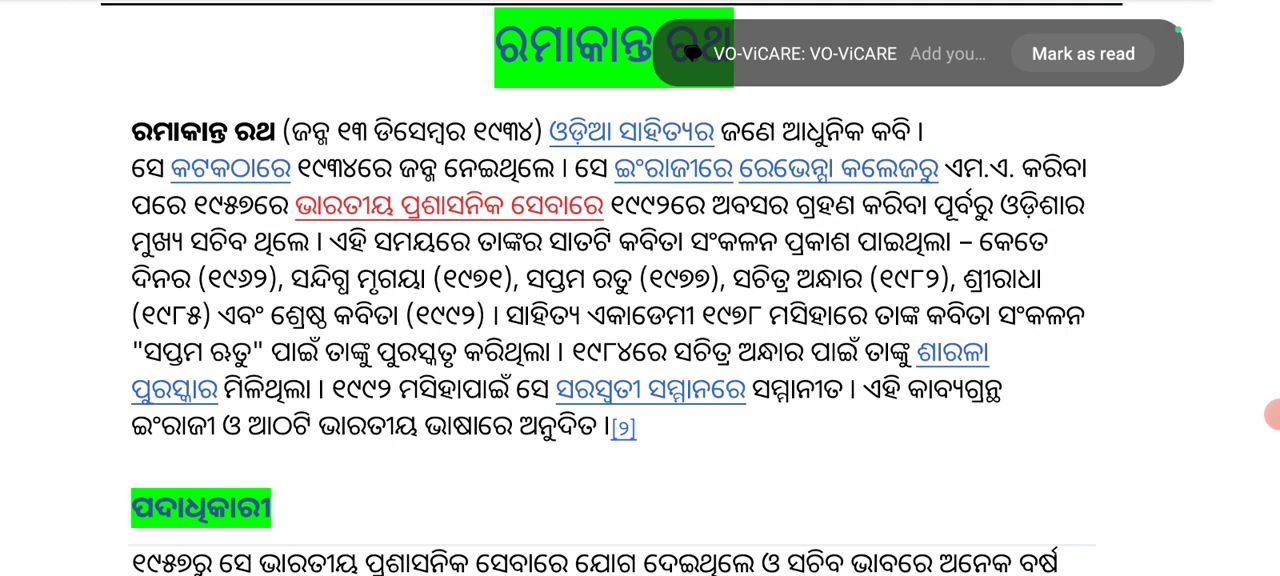 ରମାକାନ୍ତ ରଥ
VO-ViCARE: VO-ViCARE Add you... Mark as read
ରମାକାନ୍ତ ରଥ (ଜନ୍ମ ୧୩ ଡିସେମ୍ବର ୧୯୩୪) ଓଡ଼ିଆ ସାହିତ୍ୟର ଜଣେ ଆଧୁନିକ କବି ।
ସେ କଟକଠାରେ ୧୯୩୪ରେ ଜନ୍ମ ନେଇଥିଲେ । ସେ ଇଂରାଜୀରେ ରେଭେନ୍ସା କଲେଜରୁ ଏମ.ଏ. କରିବା
ପରେ ୧୯୫୭ରେ ଭାରତୀୟ ପ୍ରଶାସନିକ ସେବାରେ ୧୯୯୨ରେ ଅବସର ଗ୍ରହଣ କରିବା ପୂର୍ବରୁ ଓଡ଼ିଶାର
ମୁଖ୍ୟ ସଚିବ ଥିଲେ । ଏହି ସମୟରେ ତାଙ୍କର ସାତଟି କବିତା ସଂକଳନ ପ୍ରକାଶ ପାଇଥିଲା – କେତେ
ଦିନର (୧୯୬୨), ସନ୍ଦିଗ୍ଧ ମୃଗୟା (୧୯୭୧), ସପ୍ତମ ରତୁ (୧୯୭୭), ସଚିତ୍ର ଅନ୍ଧାର (୧୯୮୨), ଶ୍ରୀରାଧା
(୧୯୮୫) ଏବଂ ଶ୍ରେଷ୍ଠ କବିତା (୧୯୯୨) । ସାହିତ୍ୟ ଏକାଡେମୀ ୧୯୭୮ ମସିହାରେ ତାଙ୍କ କବିତା ସଂକଳନ
"ସପ୍ତମ ଋତୁ" ପାଇଁ ତାଙ୍କୁ ପୁରସ୍କୃତ କରିଥିଲା । ୧୯୮୪ରେ ସଚିତ୍ର ଅନ୍ଧାର ପାଇଁ ତାଙ୍କୁ ଶାରଳା
ପୁରସ୍କାର ମିଳିଥିଲା । ୧୯୯୨ ମସିହାପାଇଁ ସେ ସରସ୍ୱତୀ ସମ୍ମାନରେ ସମ୍ମାନୀତ । ଏହି କାବ୍ୟଗ୍ରନ୍ଥ
ଇଂରାଜୀ ଓ ଆଠଟି ଭାରତୀୟ ଭାଷାରେ ଅନୁଦିତ ।[୨]
ପଦାଧିକାରୀ
୧୯୫୭ରୁ ସେ ଭାରତୀୟ ପ୍ରଶାସନିକ ସେବାରେ ଯୋଗ ଦେଇଥିଲେ ଓ ସଚିବ ଭାବରେ ଅନେକ ବର୍ଷ